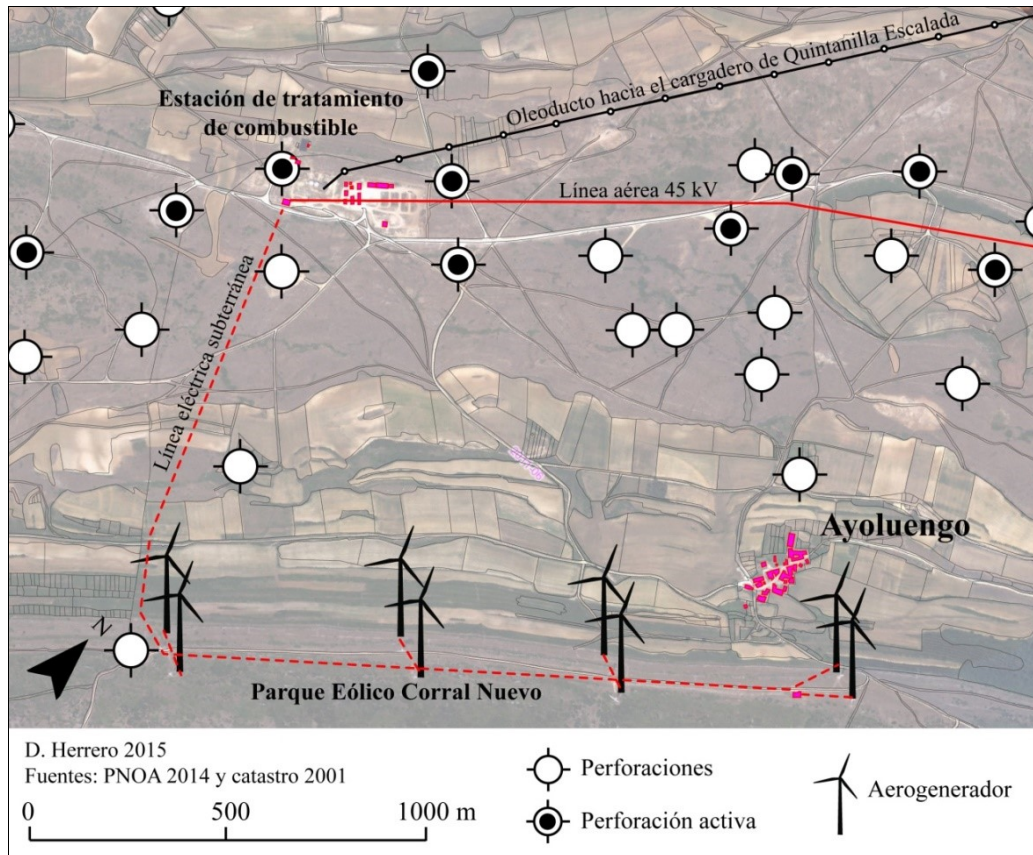 Oleoducto hacia el cargadero de Quintanilla Escalada
Estación de tratamiento
de combustible
Línea aérea 45 kV
Línea eléctrica subterránea
Ayoluengo
N
Parque Eólico Corral Nuevo
D. Herrero 2015
Fuentes: PNOA 2014 y catastro 2001
0 500 1000 m
Perforaciones
Perforación activa
Aerogenerador